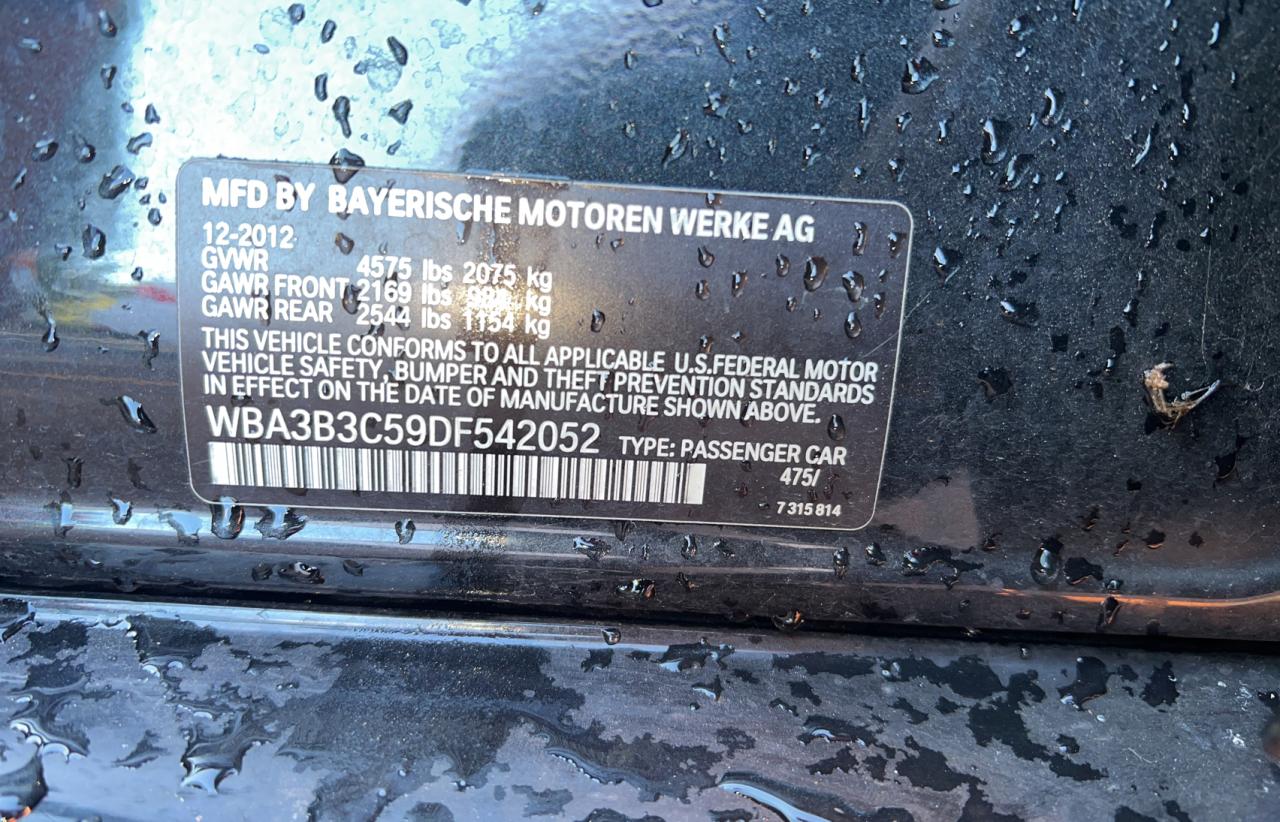 MFD BY BAYERISCHE MOTOREN WERKE AG
12-2012
GVWR 4575 lbs 2075 kg
GAWR FRONT 2169 lbs 984 kg
GAWR REAR 2544 lbs 1154 kg
THIS VEHICLE CONFORMS TO ALL APPLICABLE U.S.FEDERAL MOTOR
VEHICLE SAFETY, BUMPER AND THEFT PREVENTION STANDARDS
IN EFFECT ON THE DATE OF MANUFACTURE SHOWN ABOVE.
WBA3B3C59DF542052 TYPE: PASSENGER CAR
475/
7 315 814